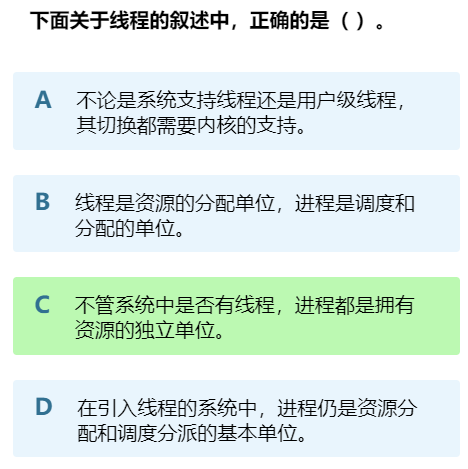 下面关于线程的叙述中，正确的是（ ）。
A 不论是系统支持线程还是用户级线程，
其切换都需要内核的支持。
B 线程是资源的分配单位，进程是调度和
分配的单位。
C 不管系统中是否有线程，进程都是拥有
资源的独立单位。
D 在引入线程的系统中，进程仍是资源分
配和调度分派的基本单位。